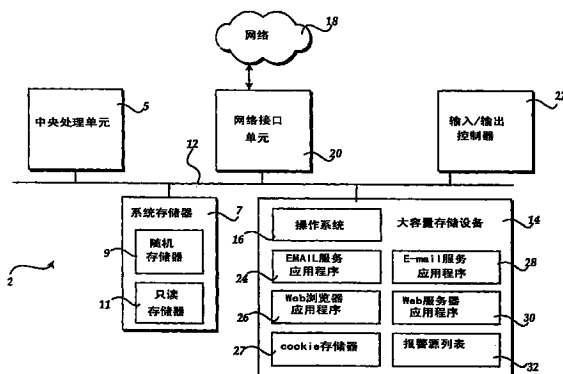 网络
18
中央处理单元
5
网络接口
单元
20
输入/输出
控制器
22
12
系统存储器
7
随机
存储器
9
只读
存储器
11
2
操作系统
16
大容量存储设备
14
EMAIL服务
应用程序
24
E-mail服务
应用程序
28
Web浏览器
应用程序
26
Web服务器
应用程序
30
cookie存储器
27
报警源列表
32